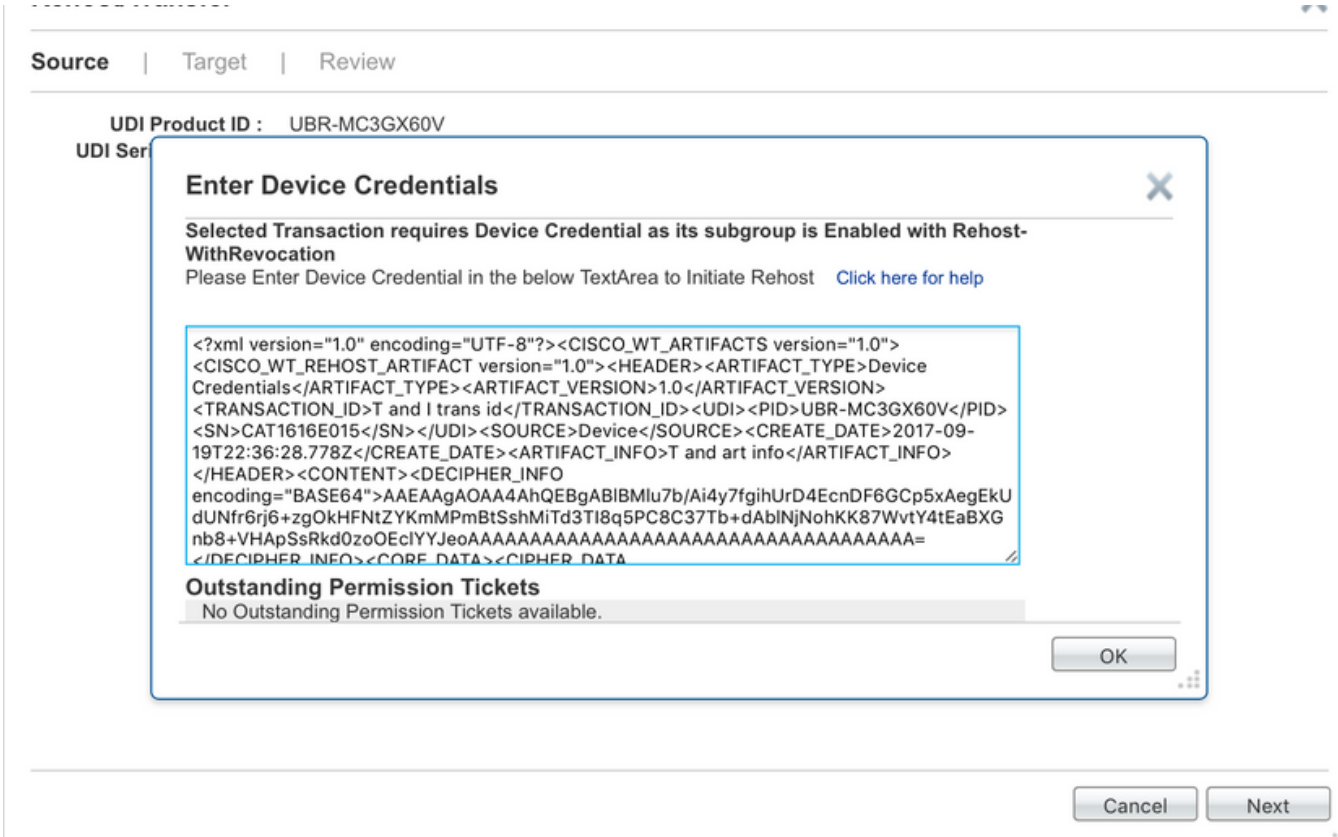 Source | Target | Review
UDI Product ID : UBR-MC3GX60V
UDI Seri
Enter Device Credentials
Selected Transaction requires Device Credential as its subgroup is Enabled with Rehost-
WithRevocation
Please Enter Device Credential in the below TextArea to Initiate Rehost Click here for help
<?xml version="1.0" encoding="UTF-8"?><CISCO_WT_ARTIFACTS version="1.0">
<CISCO_WT_REHOST_ARTIFACT version="1.0"><HEADER><ARTIFACT_TYPE>Device
Credentials</ARTIFACT_TYPE><ARTIFACT_VERSION>1.0</ARTIFACT_VERSION>
<TRANSACTION_ID>T and I trans id</TRANSACTION_ID><UDI><PID>UBR-MC3GX60V</PID>
<SN>CAT1616E015</SN></UDI><SOURCE>Device</SOURCE><CREATE_DATE>2017-09-
19T22:36:28.778Z</CREATE_DATE><ARTIFACT_INFO>T and art info</ARTIFACT_INFO>
</HEADER><CONTENT><DECIPHER_INFO
encoding="BASE64">AAEAAgAOAA4AhQEBgABlBMlu7b/Ai4y7fgihUrD4EcnDF6GCp5xAegEkU
dUNfr6rj6+zgOkHFNtZYKmMPmBtSshMiTd3TI8q5PC8C37Tb+dAblNjNohKK87WvtY4tEaBXG
nb8+VHApSsRkd0zoOEclYYJeoAAAAAAAAAAAAAAAAAAAAAAAAAAAAAAAAAAA=
</DECIPHER_INFO><CORE_DATA><CIPHER_DATA
Outstanding Permission Tickets
No Outstanding Permission Tickets available.
OK
Cancel Next